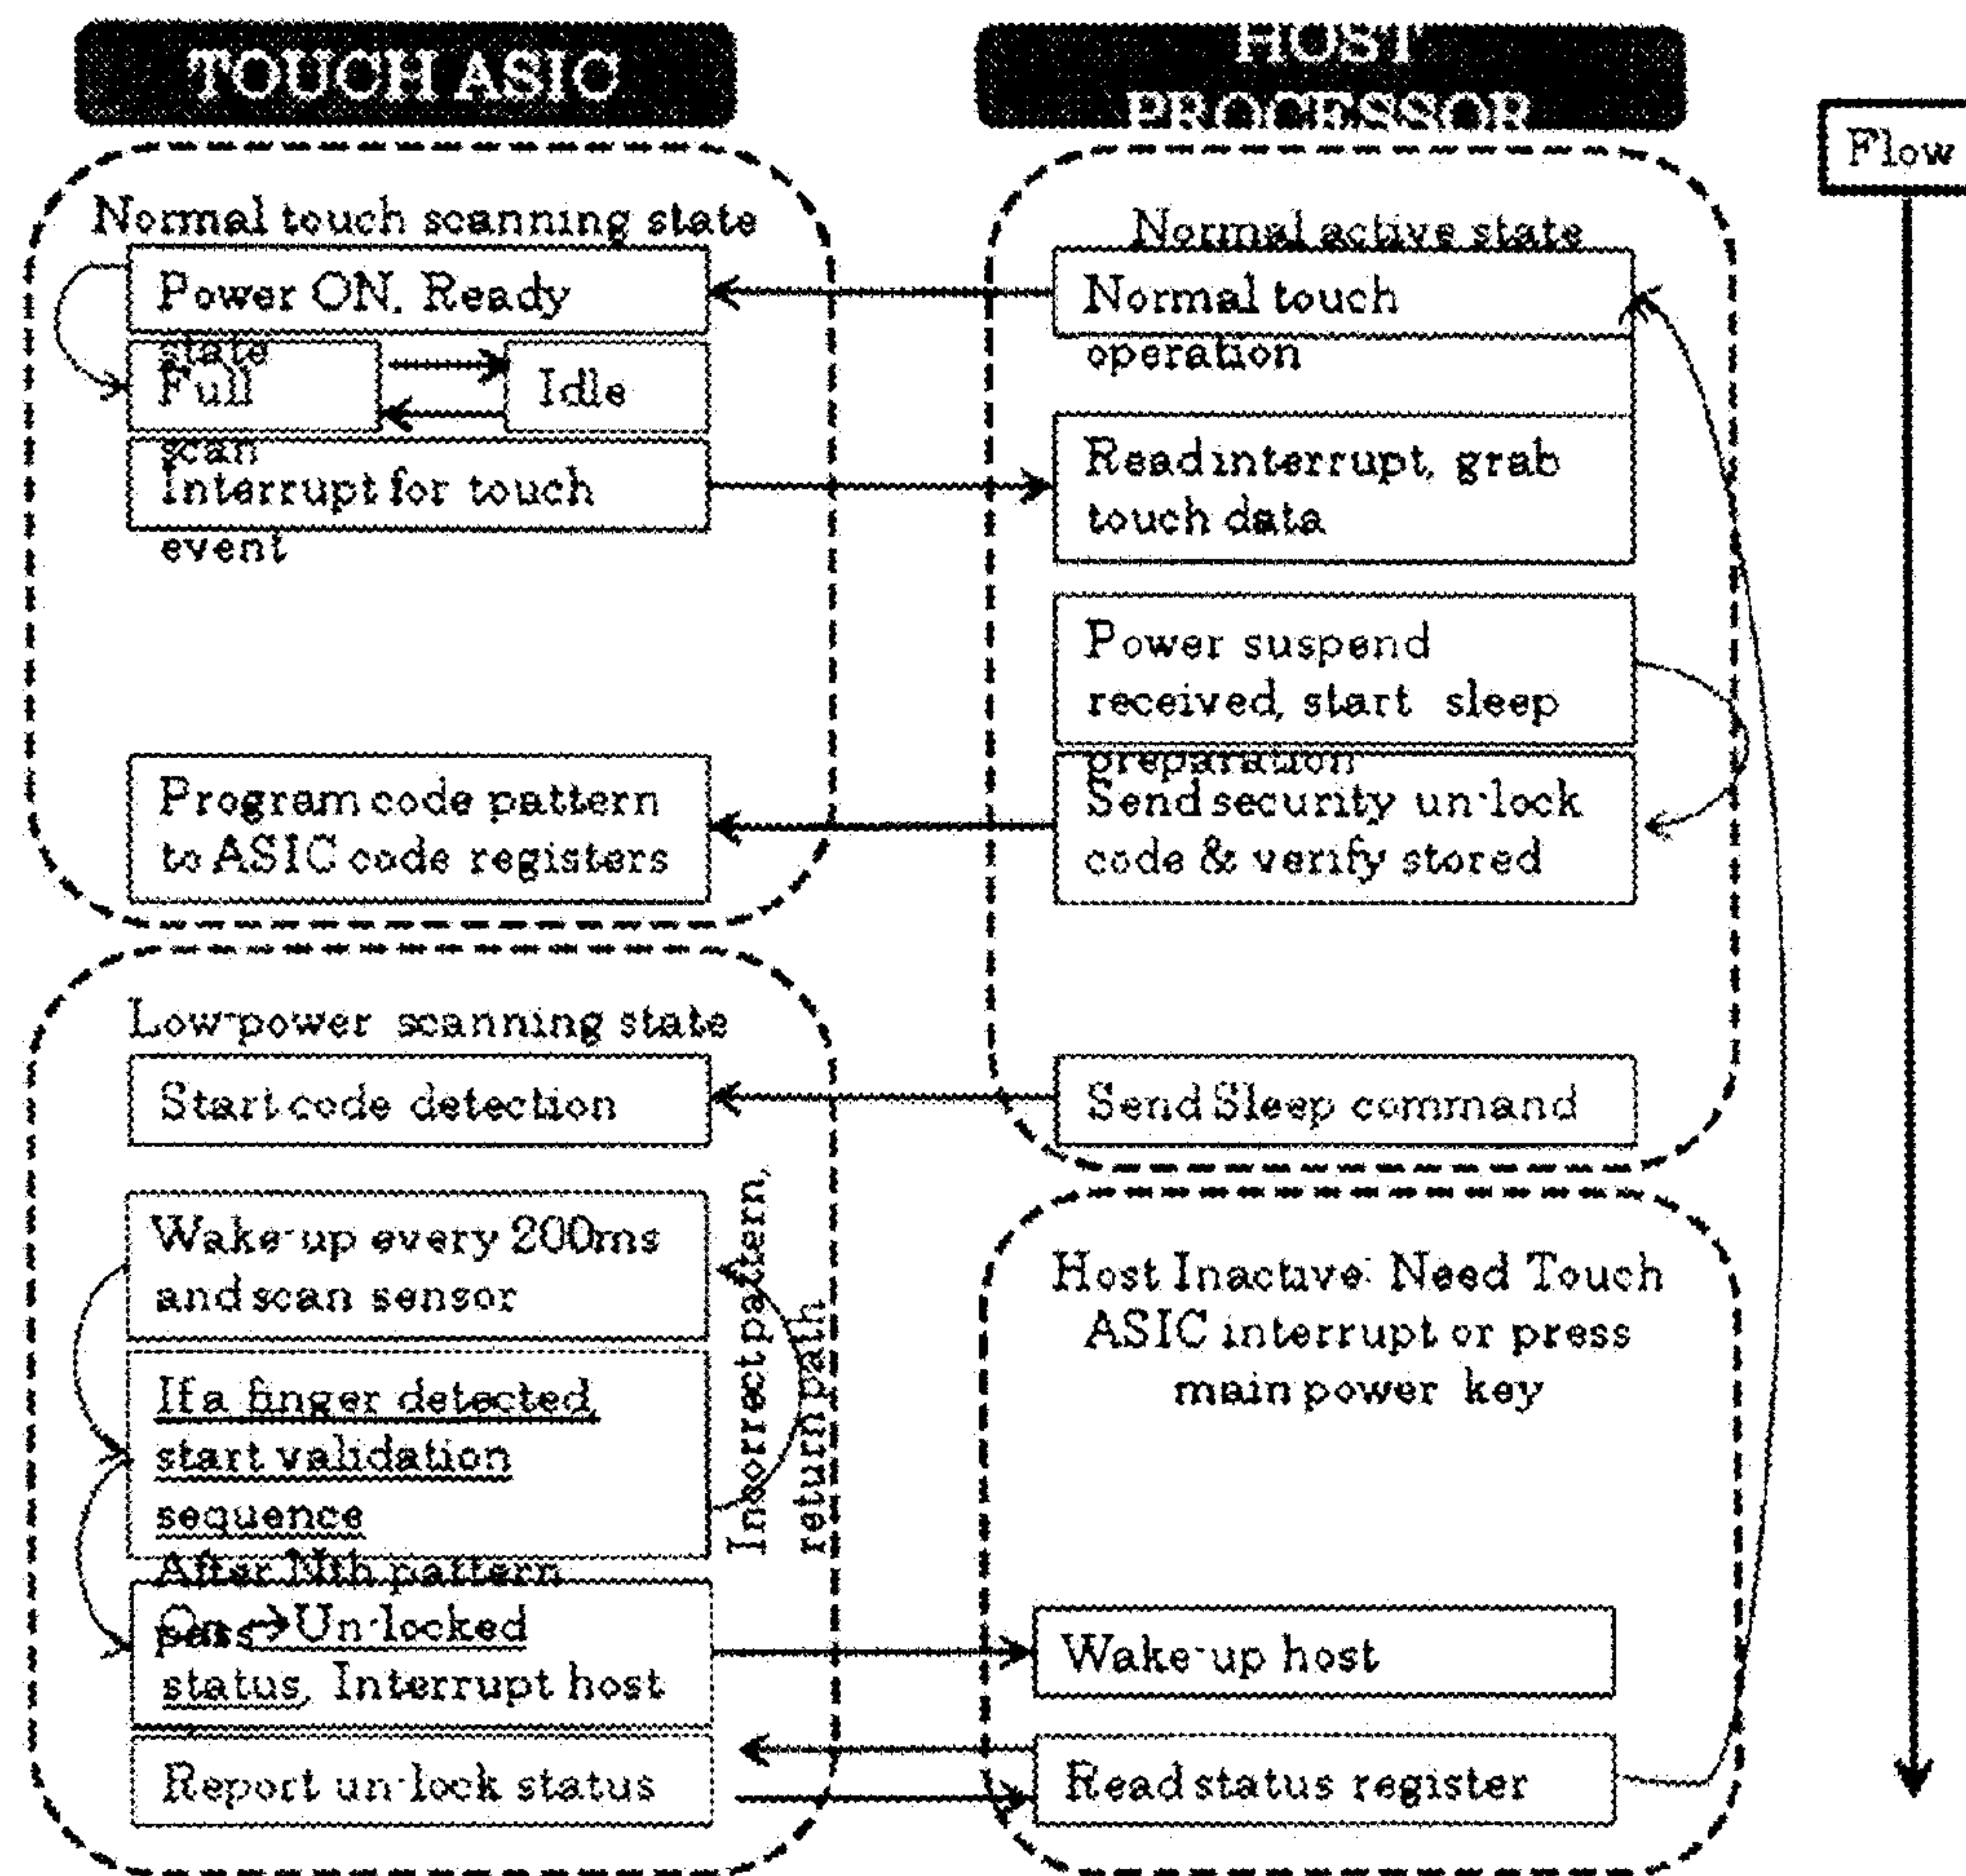 TOUCH ASIC
HOST
PROCESSOR
Flow
Normal touch scanning state
Power ON, Ready
state
Full
scan
Idle
Interrupt for touch
event
Program code pattern
to ASIC code registers
Normal active state
Normal touch
operation
Read interrupt, grab
touch data
Power suspend
received, start sleep
preparation
Send security un-lock
code & verify stored
Send Sleep command
Low-power scanning state
Start code detection
Wake-up every 200ms
and scan sensor
If a finger detected,
start validation
sequence
Incorrect pattern,
return path
After Nth pattern
pass
On → Un-locked
status, Interrupt host
Report un-lock status
Host Inactive: Need Touch
ASIC interrupt or press
main power key
Wake-up host
Read status register